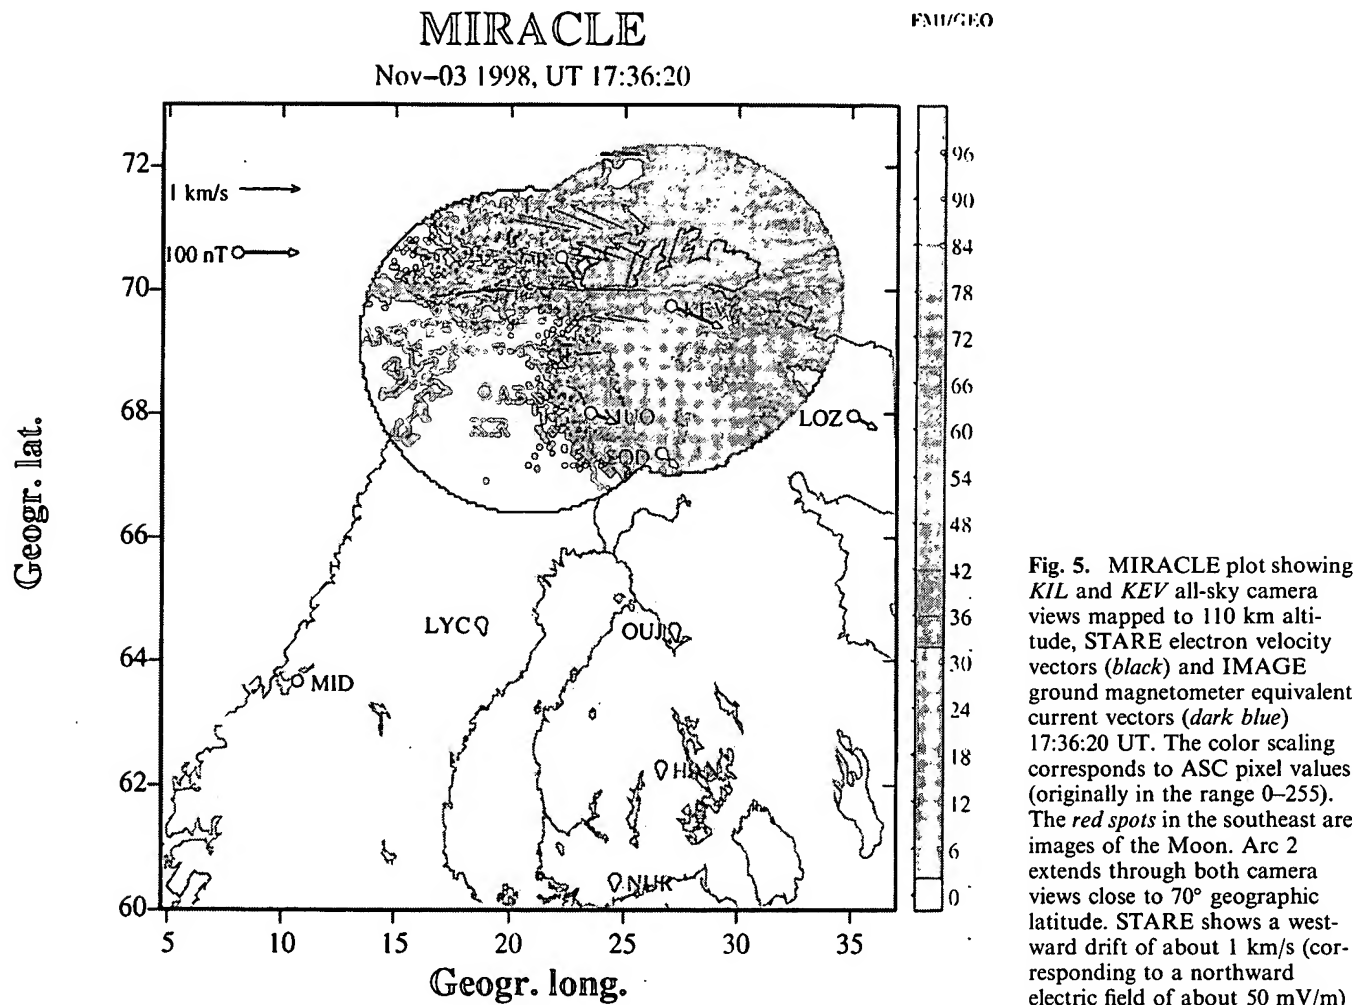 MIRACLE
FMI/GEO
Nov–03 1998, UT 17:36:20
Geogr. lat.
72
70
68
66
64
62
60
1 km/s
100 nT
KEV
MUO
SOD
LOZ
LYC
OUJ
MID
NUR
5
10
15
20
25
30
35
Geogr. long.
96
90
84
78
72
66
60
54
48
42
36
30
24
18
12
6
0
Fig. 5. MIRACLE plot showing
KIL and KEV all-sky camera
views mapped to 110 km alti-
tude, STARE electron velocity
vectors (black) and IMAGE
ground magnetometer equivalent
current vectors (dark blue)
17:36:20 UT. The color scaling
corresponds to ASC pixel values
(originally in the range 0–255).
The red spots in the southeast are
images of the Moon. Arc 2
extends through both camera
views close to 70° geographic
latitude. STARE shows a west-
ward drift of about 1 km/s (cor-
responding to a northward
electric field of about 50 mV/m)